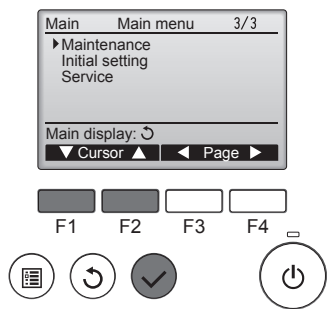 Main Main menu 3/3
Maintenance
Initial setting
Service
Main display:
Cursor Page
F1 F2 F3 F4